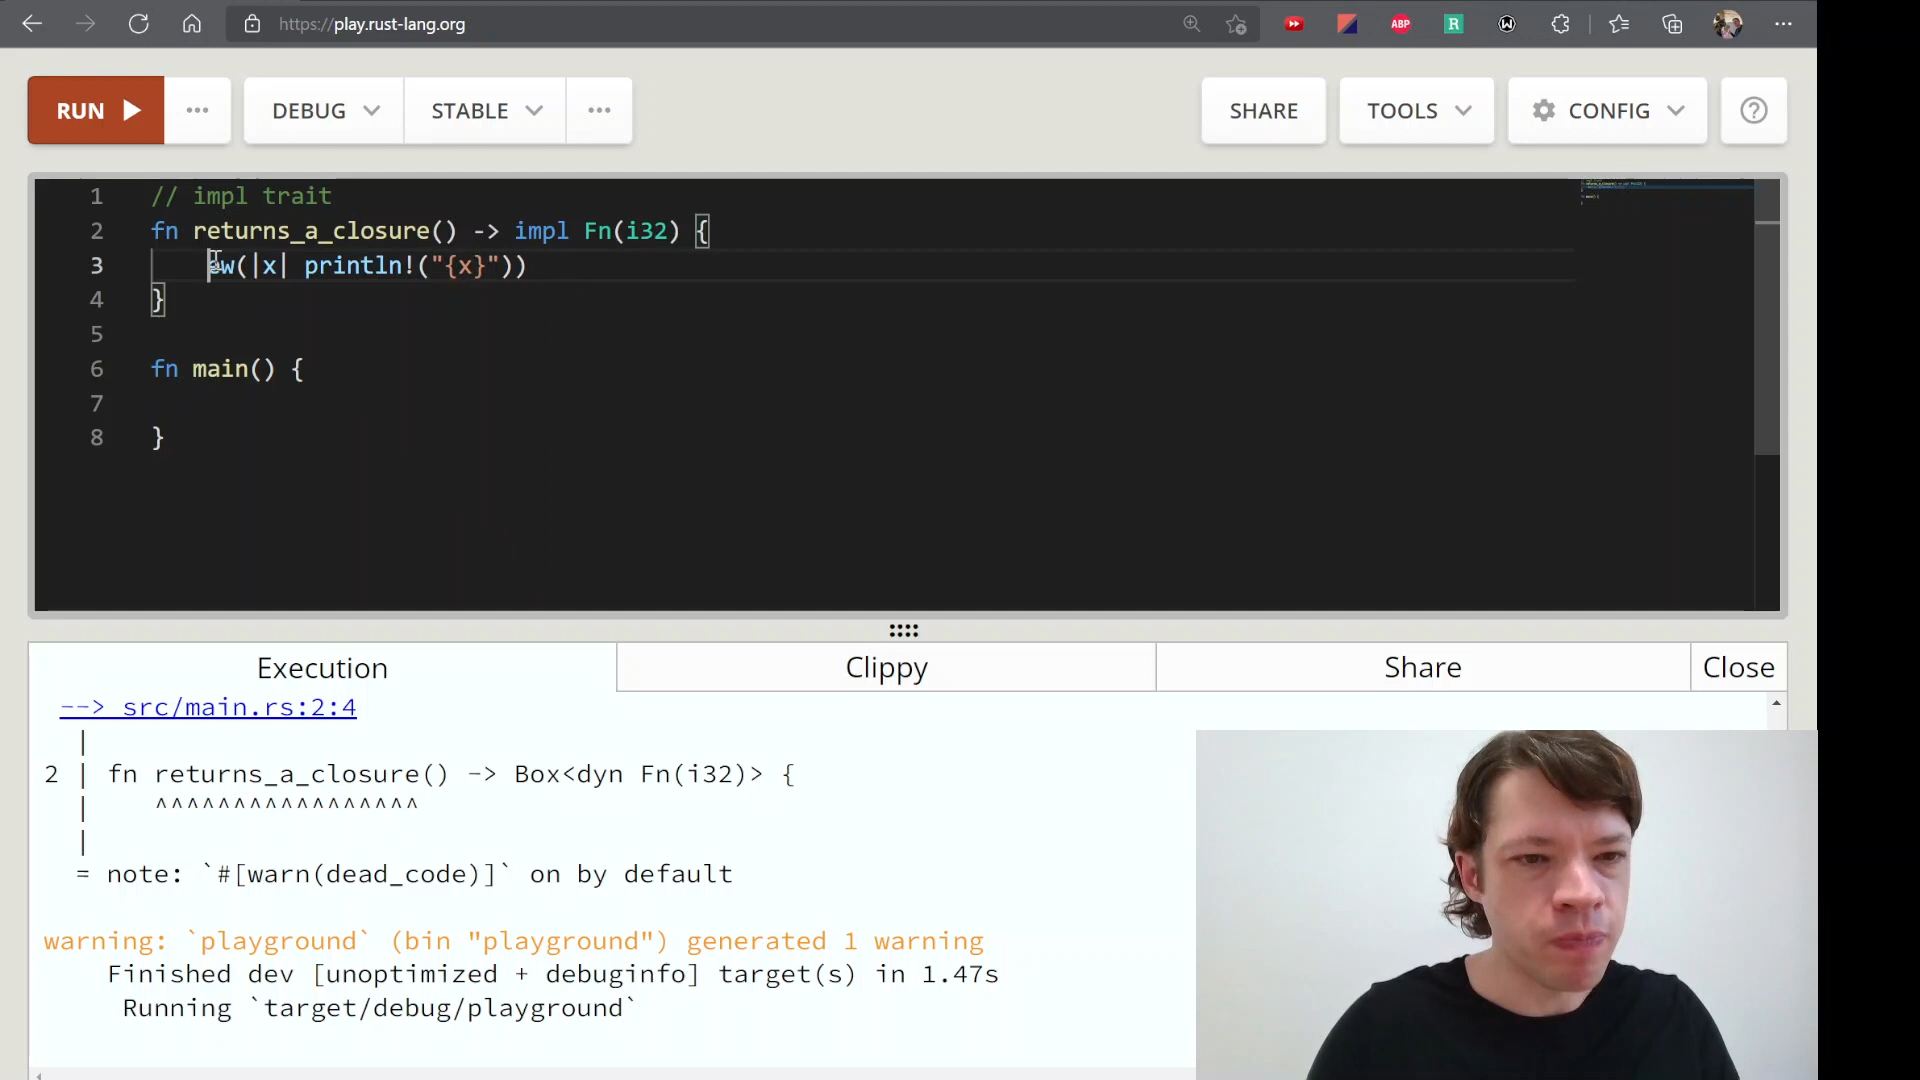 https://play.rust-lang.org
ABP
R
RUN
DEBUG
STABLE
SHARE
TOOLS
CONFIG
1 // impl trait
2 fn returns_a_closure() -> impl Fn(i32) {
3 ew(|x| println!("{x}"))
4 }
5
6 fn main() {
7
8 }
Execution
Clippy
Share
Close
--> src/main.rs:2:4
|
2 | fn returns_a_closure() -> Box<dyn Fn(i32)> {
| ^^^^^^^^^^^^^^^^^
|
= note: `#[warn(dead_code)]` on by default
warning: `playground` (bin "playground") generated 1 warning
Finished dev [unoptimized + debuginfo] target(s) in 1.47s
Running `target/debug/playground`